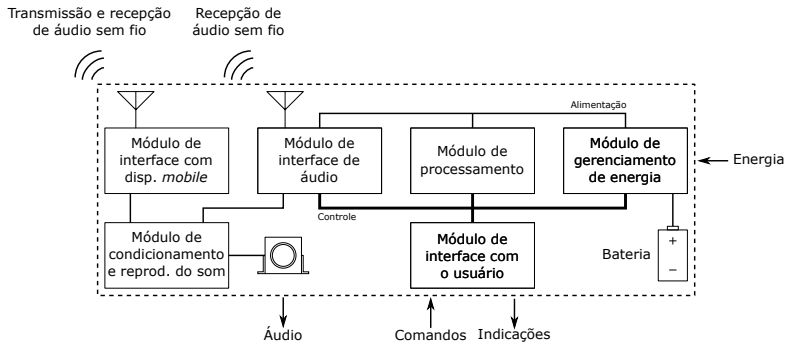 Transmissão e recepção
de áudio sem fio
Recepção de
áudio sem fio
Alimentação
Módulo de
interface com
disp. mobile
Módulo de
interface de
áudio
Módulo de
processamento
Módulo de
gerenciamento
de energia
Energia
Controle
Módulo de
condicionamento
e reprod. do som
Módulo de
interface com
o usuário
Bateria
+
–
Áudio
Comandos
Indicações